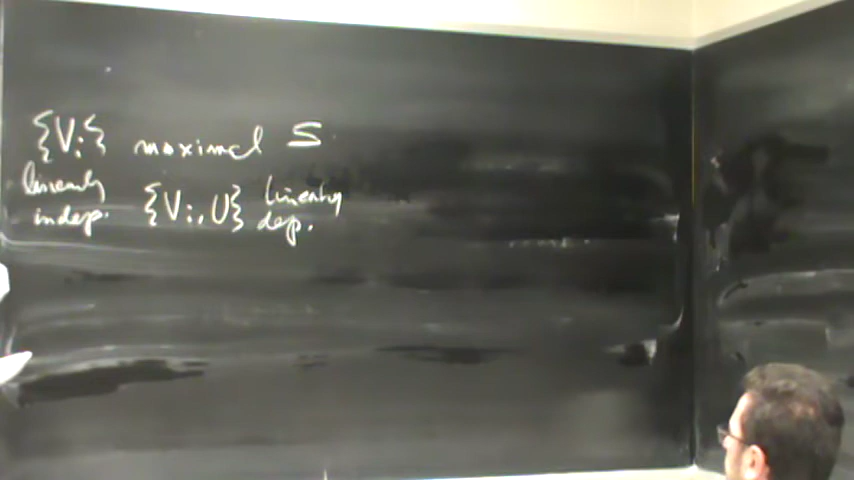 {Vi} maximal S
linearly
indep. {Vi, U} linearly
dep.